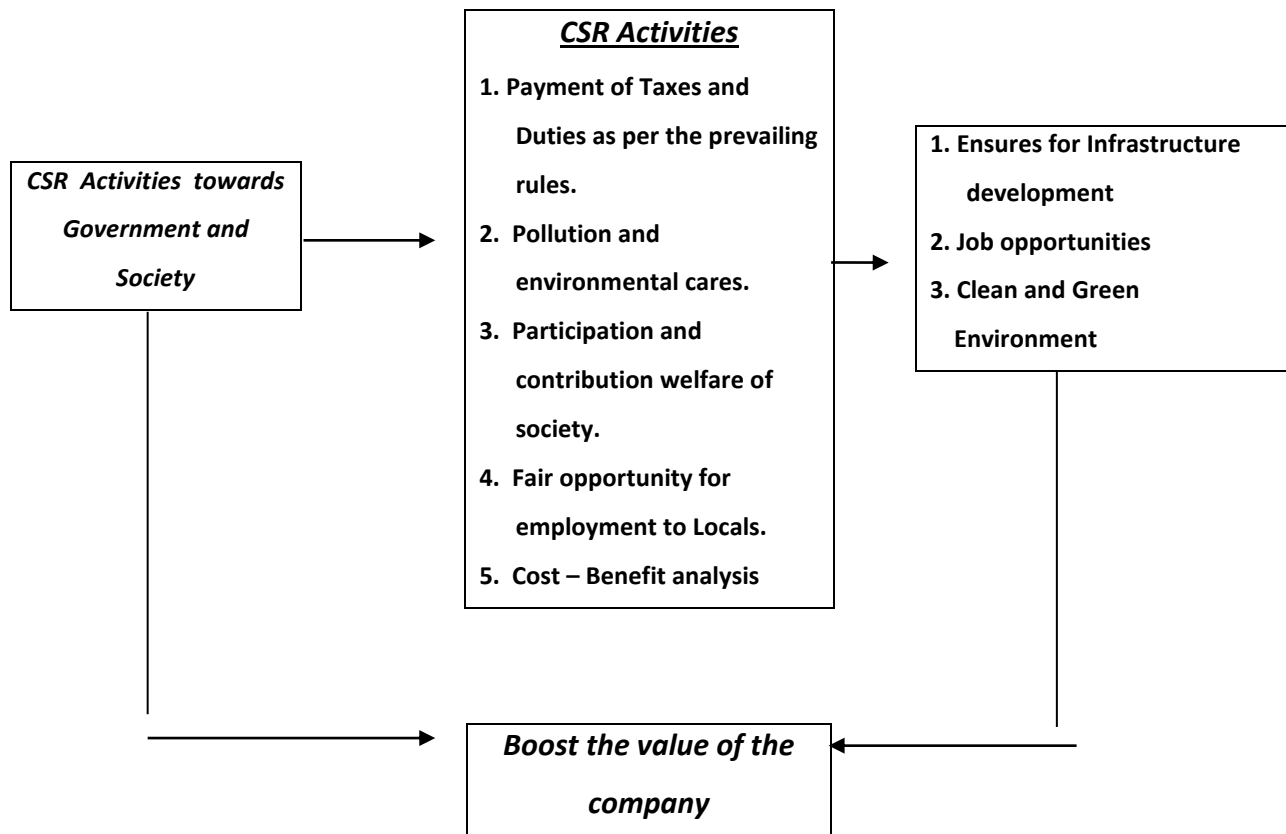 CSR Activities towards
Government and
Society
CSR Activities
1. Payment of Taxes and
Duties as per the prevailing
rules.
2. Pollution and
environmental cares.
3. Participation and
contribution welfare of
society.
4. Fair opportunity for
employment to Locals.
5. Cost – Benefit analysis
1. Ensures for Infrastructure
development
2. Job opportunities
3. Clean and Green
Environment
Boost the value of the
company